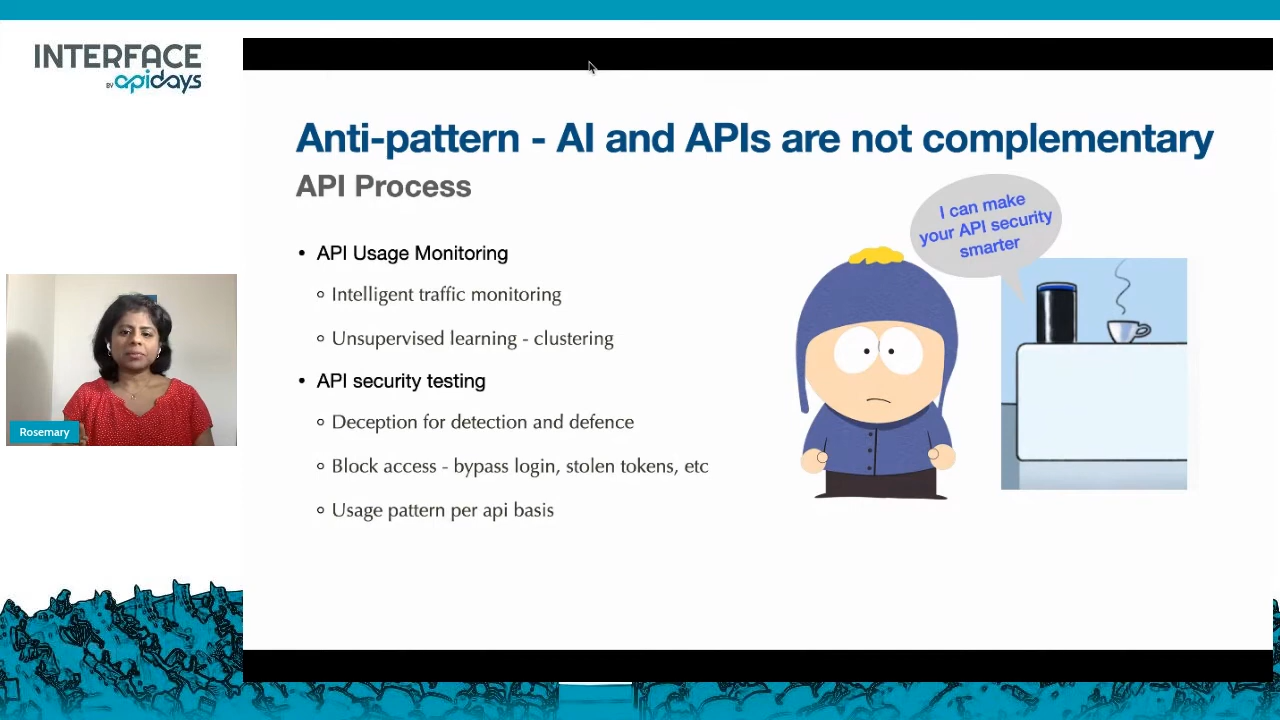 INTERFACE
BY apidays
Anti-pattern - AI and APIs are not complementary
API Process
I can make
your API security
smarter
• API Usage Monitoring
◦ Intelligent traffic monitoring
◦ Unsupervised learning - clustering
• API security testing
◦ Deception for detection and defence
◦ Block access - bypass login, stolen tokens, etc
◦ Usage pattern per api basis
Rosemary